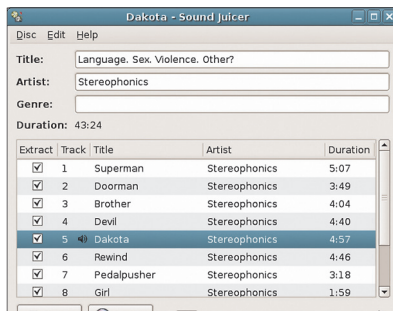 Dakota - Sound Juicer
Disc Edit Help
Title: Language. Sex. Violence. Other?
Artist: Stereophonics
Genre:
Duration: 43:24
Extract Track Title Artist Duration
1 Superman Stereophonics 5:07
2 Doorman Stereophonics 3:49
3 Brother Stereophonics 4:04
4 Devil Stereophonics 4:40
5 Dakota Stereophonics 4:57
6 Rewind Stereophonics 4:46
7 Pedalpusher Stereophonics 3:18
8 Girl Stereophonics 1:59